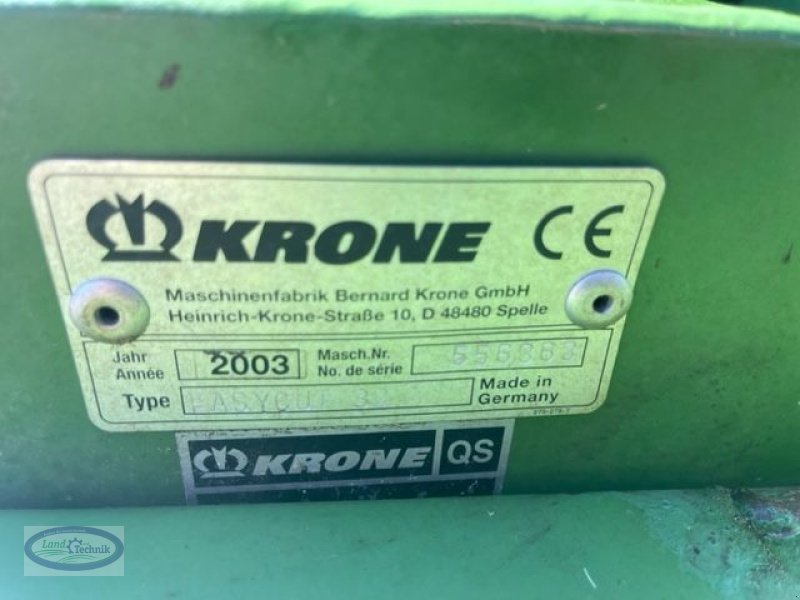 KRONE CE
Maschinenfabrik Bernard Krone GmbH
Heinrich-Krone-Straße 10, D 48480 Spelle
Jahr
Année
2003
Masch.Nr.
No. de série
Type EASYCUT
Made in
Germany
KRONE QS
Land Technik